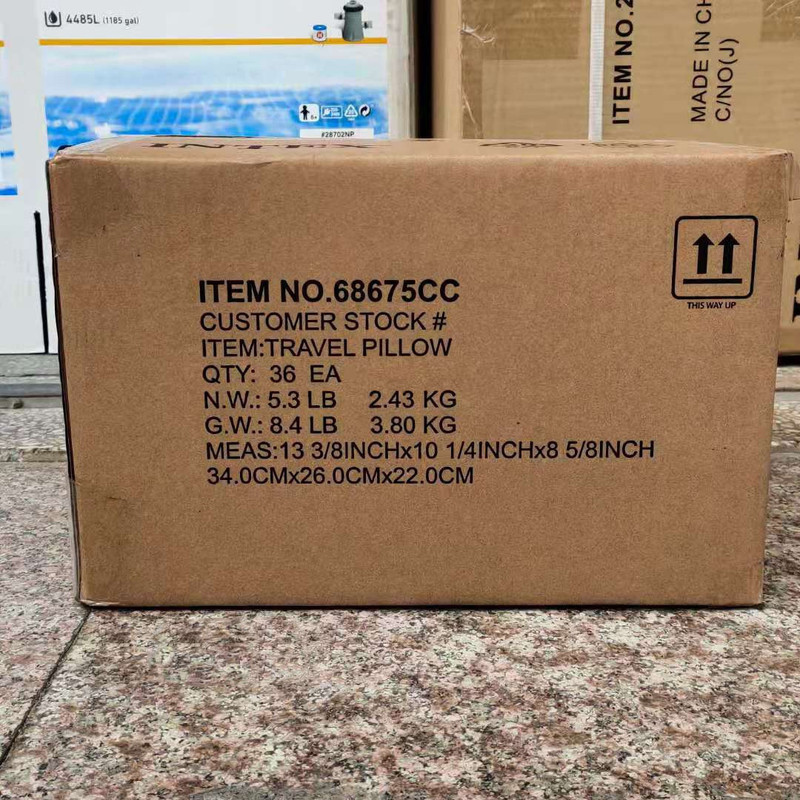 4485L (1185 gal)
6+
#28702NP
ITEM NO.2
MADE IN CH
C/NO(J)
ITEM NO.68675CC
CUSTOMER STOCK #
ITEM:TRAVEL PILLOW
QTY: 36 EA
N.W.: 5.3 LB 2.43 KG
G.W.: 8.4 LB 3.80 KG
MEAS:13 3/8INCHx10 1/4INCHx8 5/8INCH
34.0CMx26.0CMx22.0CM
THIS WAY UP